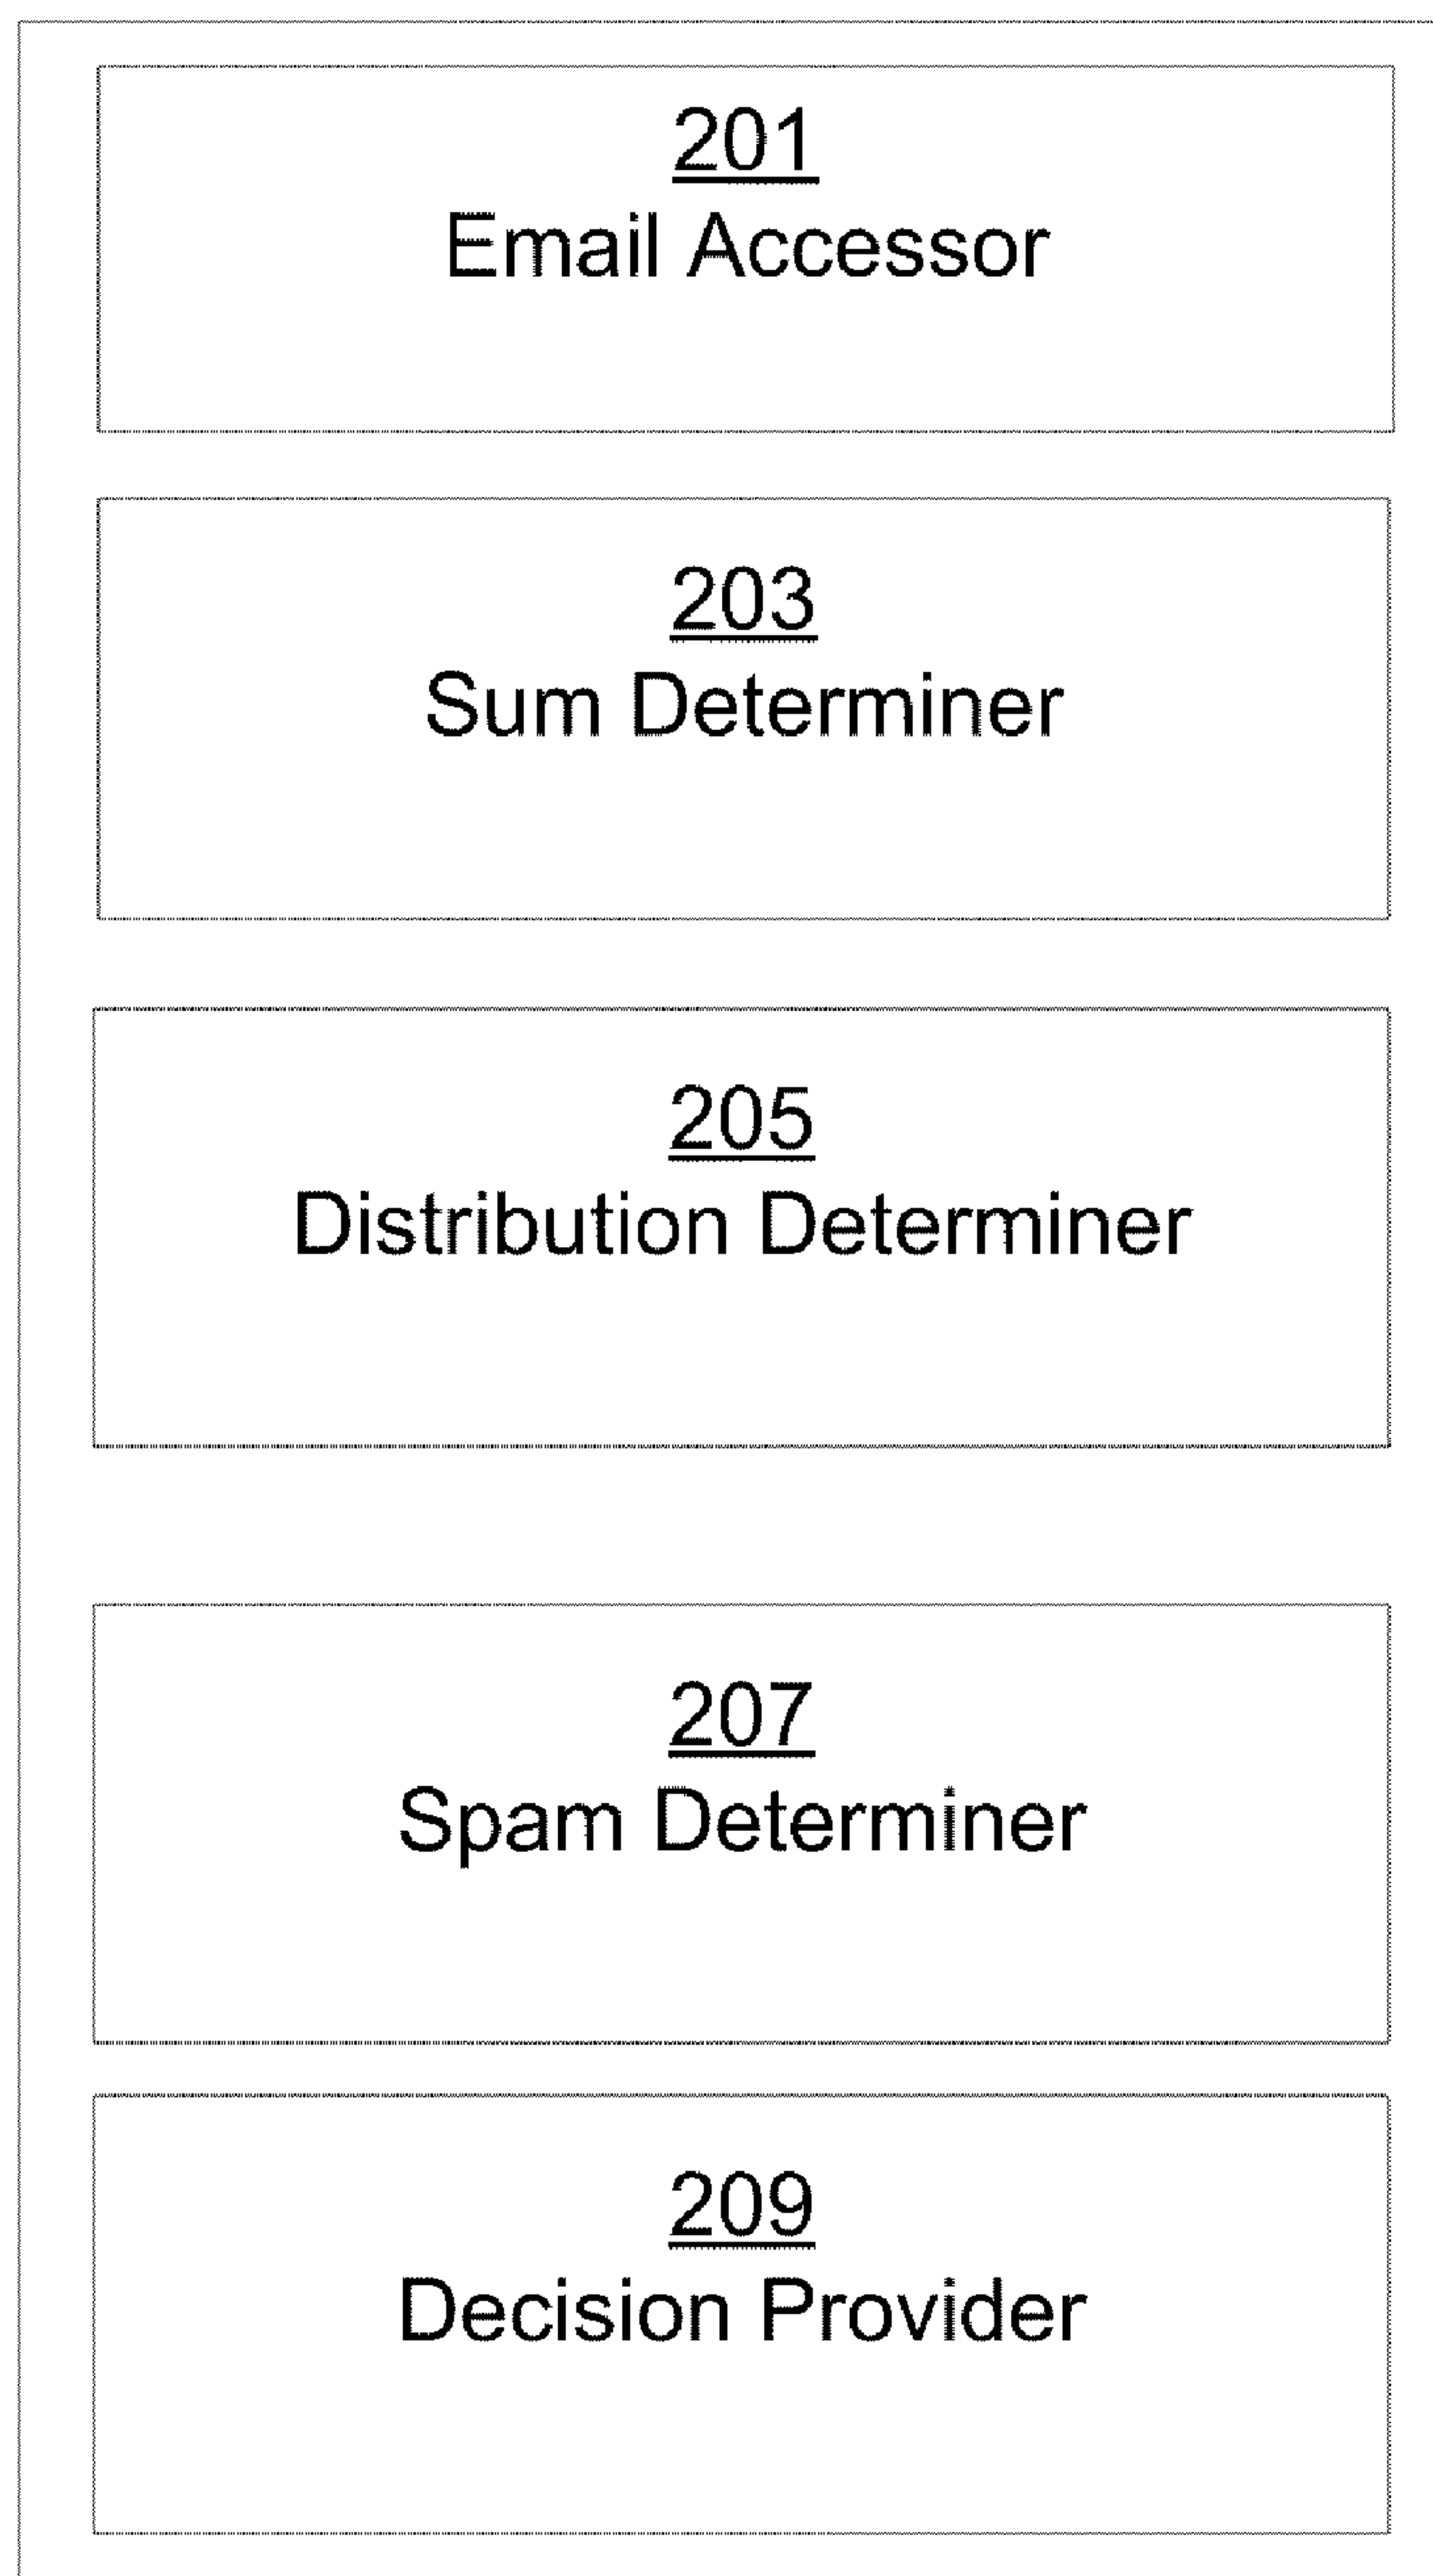 201
Email Accessor
203
Sum Determiner
205
Distribution Determiner
207
Spam Determiner
209
Decision Provider